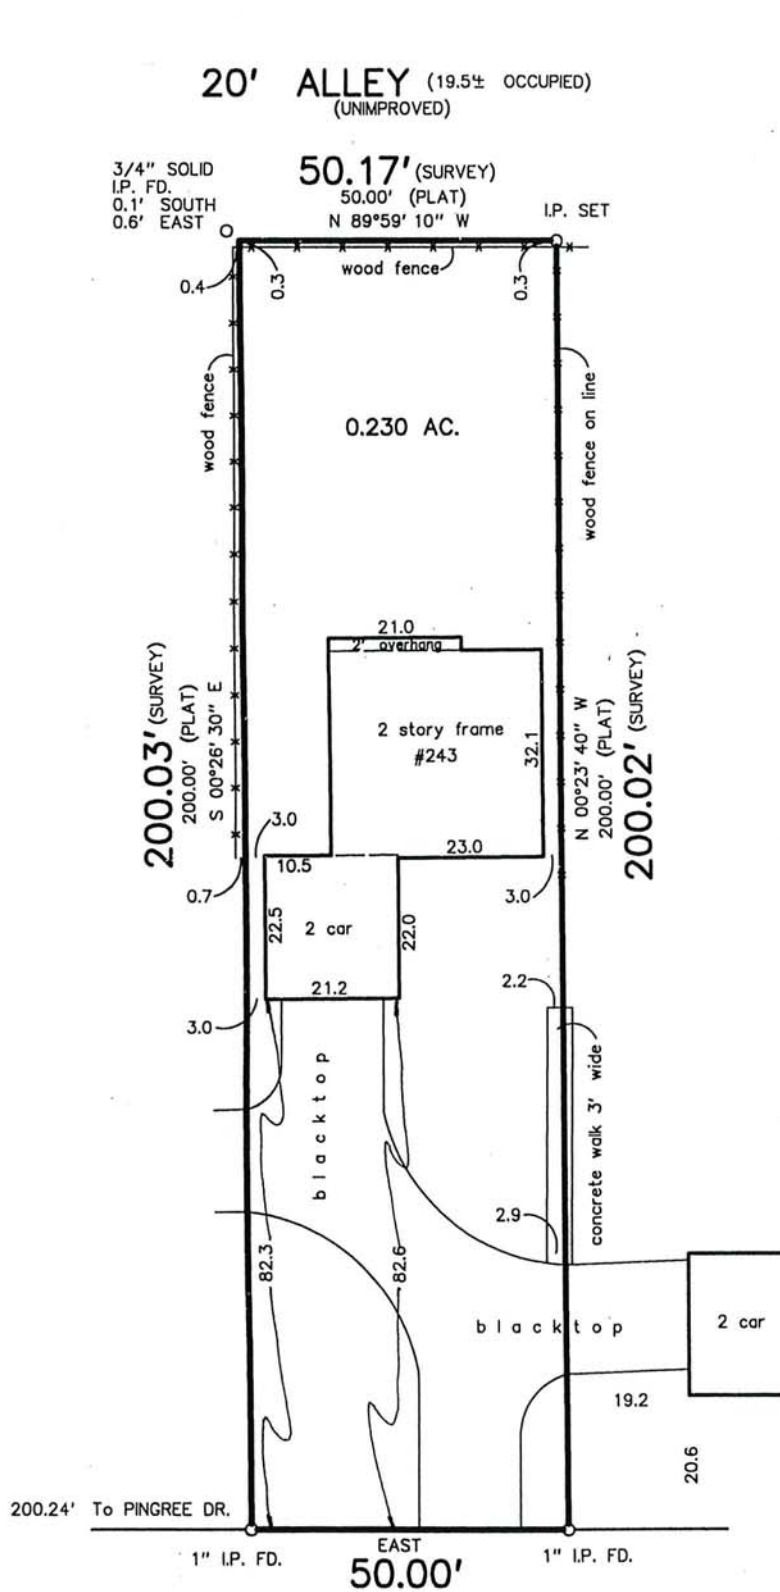 20' ALLEY (19.5± OCCUPIED)
(UNIMPROVED)
3/4" SOLID
I.P. FD.
0.1' SOUTH
0.6' EAST
50.17' (SURVEY)
50.00' (PLAT)
N 89°59' 10" W
I.P. SET
wood fence
0.4
0.3
0.3
wood fence
wood fence on line
0.230 AC.
21.0
2' overhang
2 story frame
#243
32.1
200.03' (SURVEY)
200.00' (PLAT)
S 00°26' 30" E
N 00°23' 40" W
200.00' (PLAT)
200.02' (SURVEY)
3.0
10.5
23.0
0.7
3.0
22.5
2 car
22.0
21.2
2.2
3.0
blacktop
concrete walk 3' wide
2.9
82.3
82.6
blacktop
2 car
19.2
20.6
200.24' To PINGREE DR.
1" I.P. FD.
EAST
50.00'
1" I.P. FD.